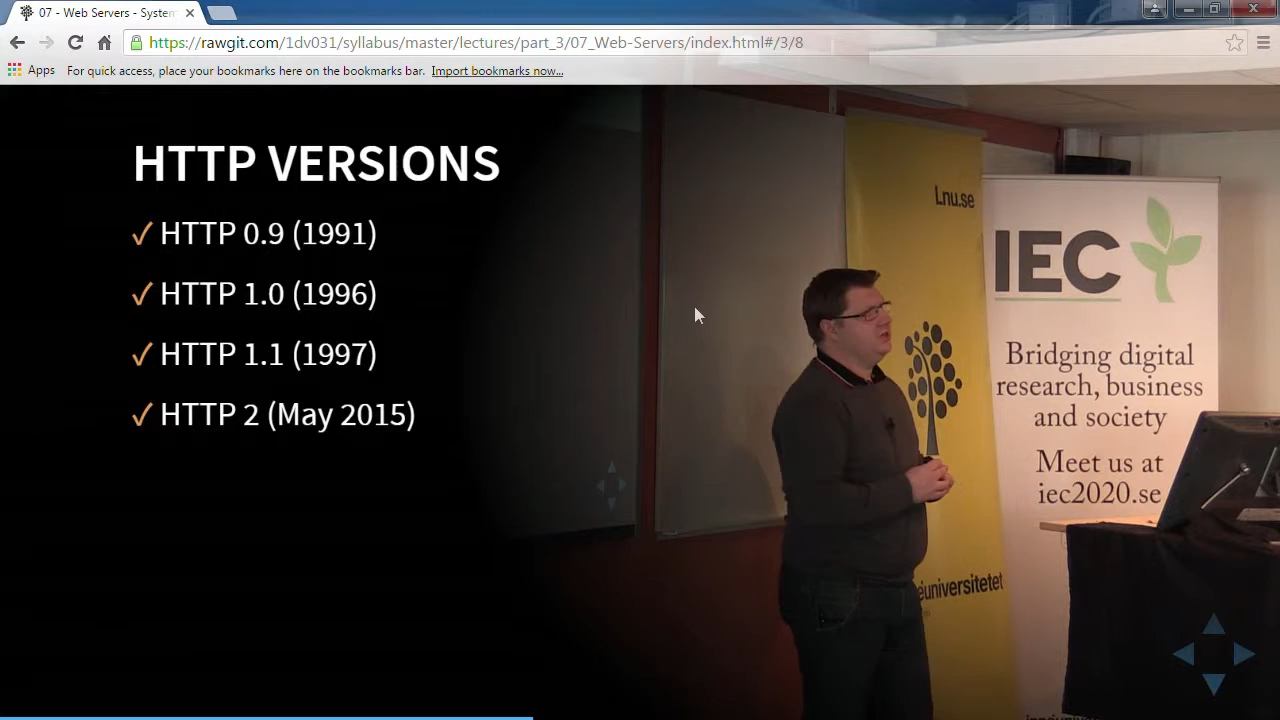 07 - Web Servers - System
https://rawgit.com/1dv031/syllabus/master/lectures/part_3/07_Web-Servers/index.html#/3/8
Apps For quick access, place your bookmarks here on the bookmarks bar. Import bookmarks now...
HTTP VERSIONS
✓ HTTP 0.9 (1991)
✓ HTTP 1.0 (1996)
✓ HTTP 1.1 (1997)
✓ HTTP 2 (May 2015)
Lnu.se
IEC
Bridging digital
research, business
and society
Meet us at
iec2020.se